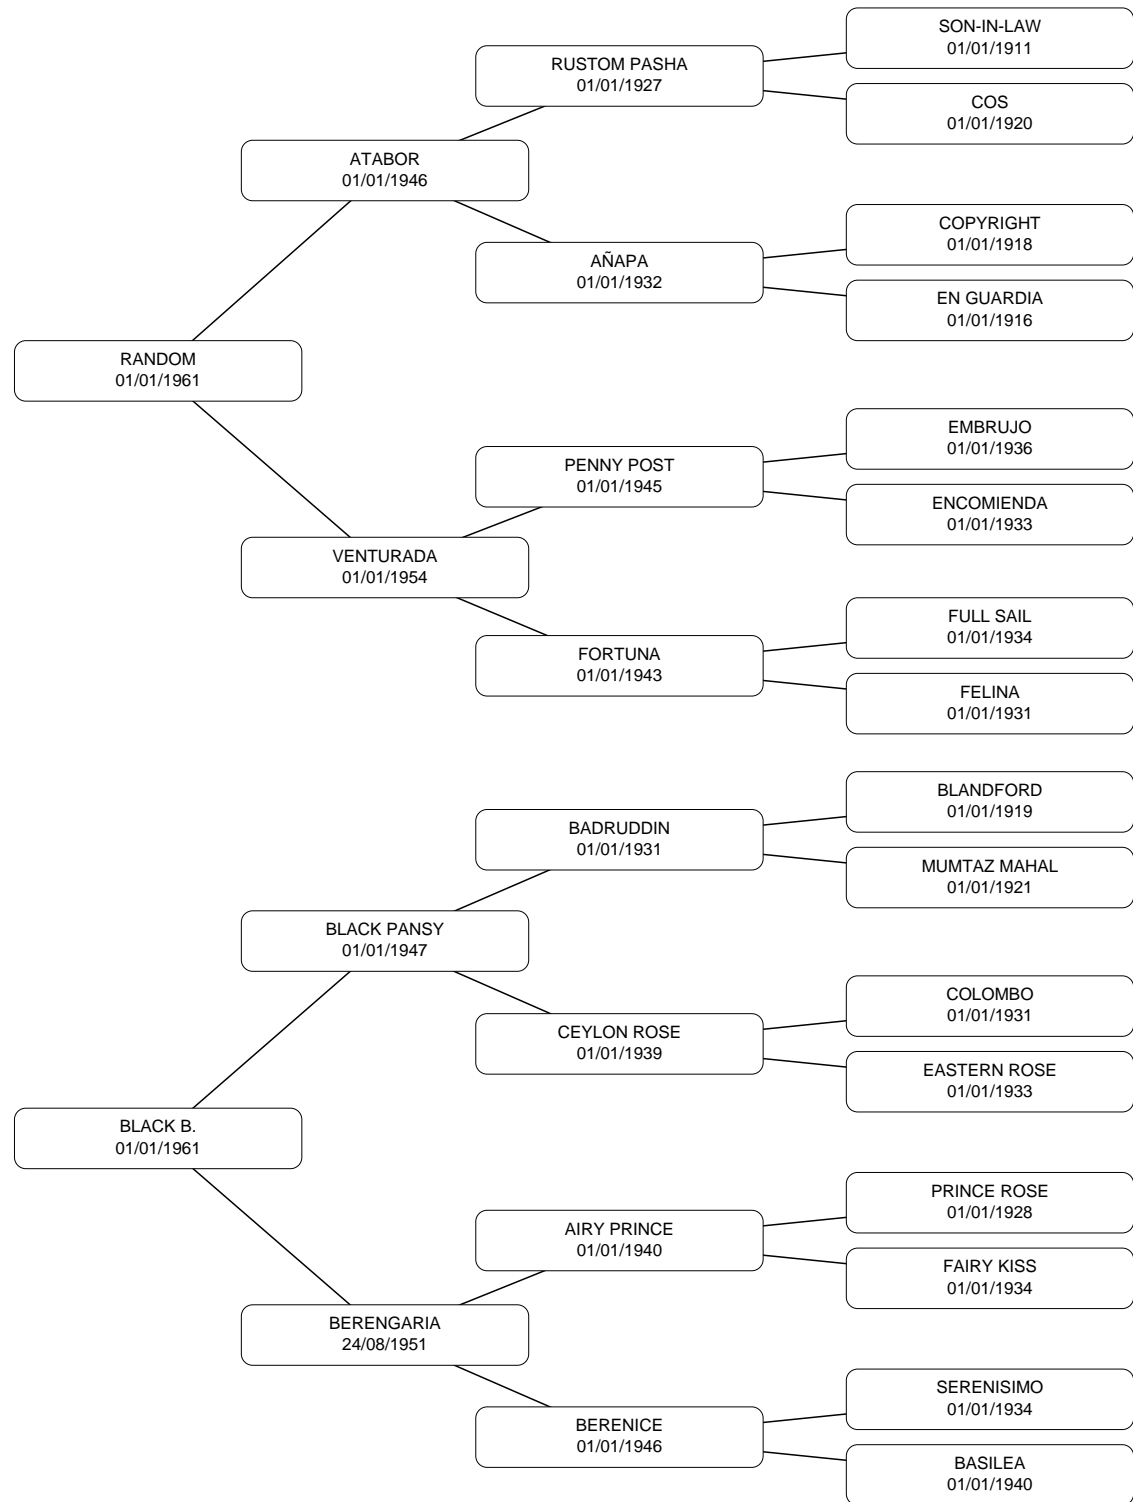 SON-IN-LAW
01/01/1911
RUSTOM PASHA
01/01/1927
COS
01/01/1920
ATABOR
01/01/1946
COPYRIGHT
01/01/1918
AÑAPA
01/01/1932
EN GUARDIA
01/01/1916
RANDOM
01/01/1961
EMBRUJO
01/01/1936
PENNY POST
01/01/1945
ENCOMIENDA
01/01/1933
VENTURADA
01/01/1954
FULL SAIL
01/01/1934
FORTUNA
01/01/1943
FELINA
01/01/1931
BLANDFORD
01/01/1919
BADRUDDIN
01/01/1931
MUMTAZ MAHAL
01/01/1921
BLACK PANSY
01/01/1947
COLOMBO
01/01/1931
CEYLON ROSE
01/01/1939
EASTERN ROSE
01/01/1933
BLACK B.
01/01/1961
PRINCE ROSE
01/01/1928
AIRY PRINCE
01/01/1940
FAIRY KISS
01/01/1934
BERENGARIA
24/08/1951
SERENISIMO
01/01/1934
BERENICE
01/01/1946
BASILEA
01/01/1940